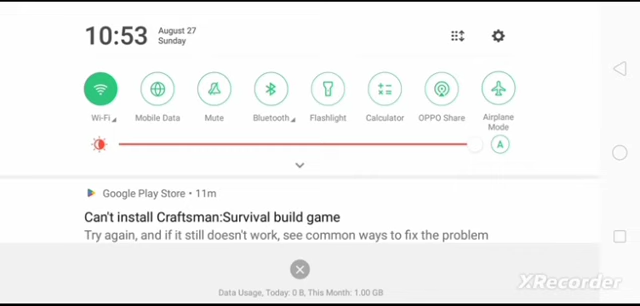 10:53
August 27
Sunday
Wi-Fi
Mobile Data
Mute
Bluetooth
Flashlight
Calculator
OPPO Share
Airplane
Mode
A
Google Play Store • 11m
Can't install Craftsman:Survival build game
Try again, and if it still doesn't work, see common ways to fix the problem
Data Usage, Today: 0 B, This Month: 1.00 GB
XRecorder